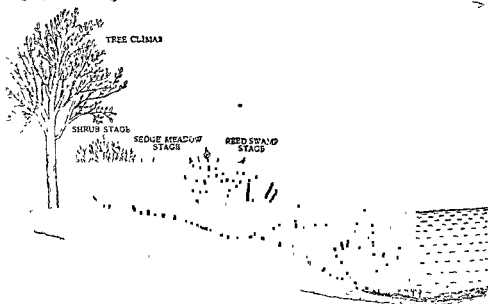 TREE CLIMAX
SHRUB STAGE
SEDGE MEADOW
STAGE
REED SWAMP
STAGE